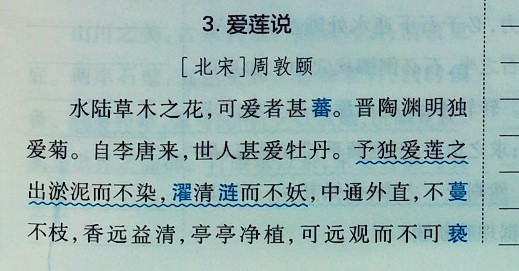 3. 爱莲说
[北宋]周敦颐
水陆草木之花,可爱者甚蕃。晋陶渊明独
爱菊。自李唐来,世人甚爱牡丹。予独爱莲之
出淤泥而不染,濯清涟而不妖,中通外直,不蔓
不枝,香远益清,亭亭净植,可远观而不可亵